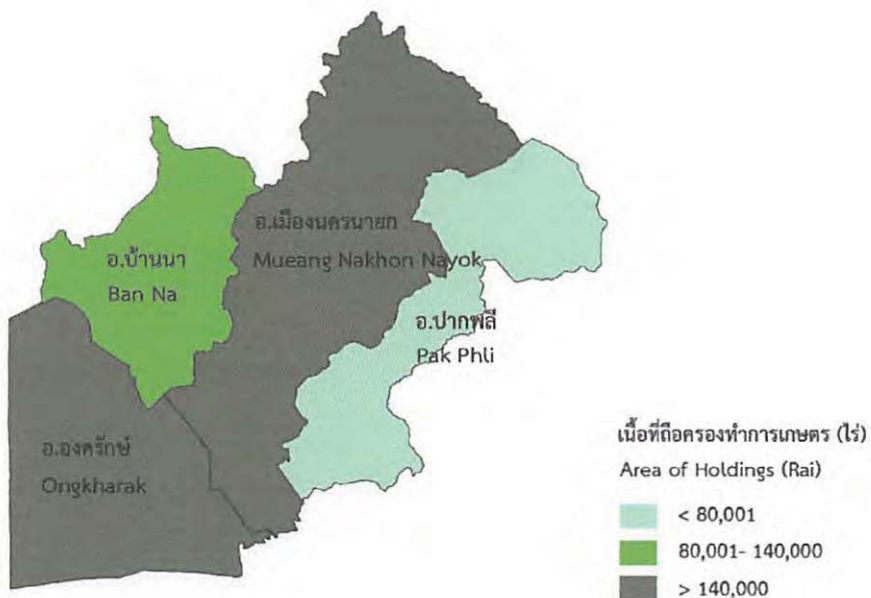 อ.เมืองนครนายก
Mueang Nakhon Nayok
อ.บ้านนา
Ban Na
อ.ปากพลี
Pak Phli
อ.องครักษ์
Ongkharak
เนื้อที่ถือครองทำการเกษตร (ไร่)
Area of Holdings (Rai)
< 80,001
80,001- 140,000
> 140,000